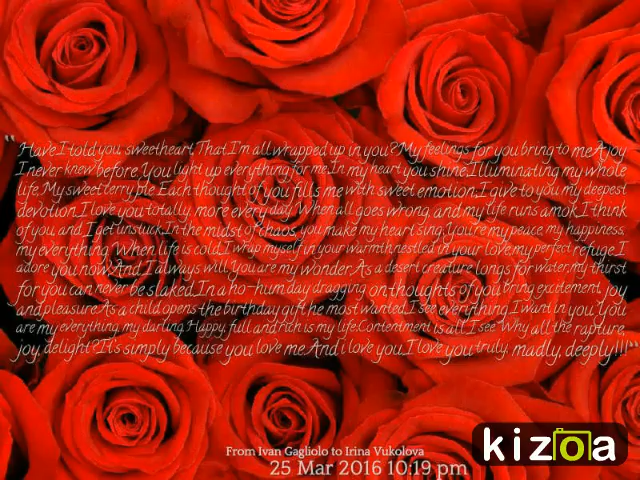 "Have I told you sweetheart, That I'm all wrapped up in you? My feelings for you bring to me A joy
I never knew before. You light up everything for me; In my heart you shine, Illuminating my whole
life, My sweet terry pie. Each thought of you fills me with sweet emotion; I give to you my deepest
devotion. I love you totally, more every day, When all goes wrong, and my life runs amok, I think
of you and I get unstuck. In the midst of chaos, you make my heart sing. You're my peace, my happiness,
my everything. When life is cold, I wrap myself in your warmth, nestled in your love, my perfect refuge. I
adore you now, And I always will. You are my wonder. As a desert creature longs for water, my thirst
for you can never be slaked. In a ho-hum day dragging on, thoughts of you bring excitement, joy
and pleasure. As a child opens the birthday gift he most wanted, I see everything I want in you. You
are my everything, my darling. Happy, full and rich is my life. Contentment is all I see. Why all the rapture,
joy, delight? It's simply because you love me. And i love you. I love you truly, madly, deeply!!!"
From Ivan Gagliolo to Irina Vukolova
25 Mar 2016 10:19 pm
kizoa